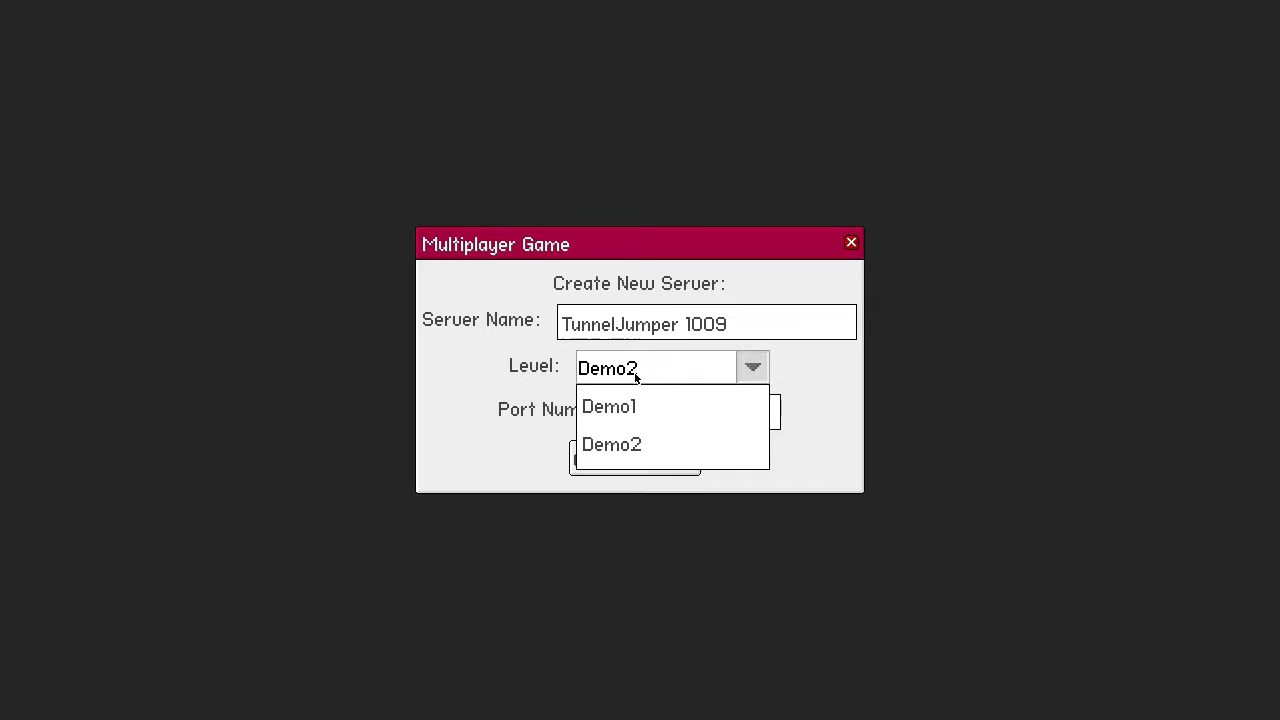 Multiplayer Game
Create New Server:
Server Name: TunnelJumper 1009
Level: Demo2
Demo1
Port Num
Demo2